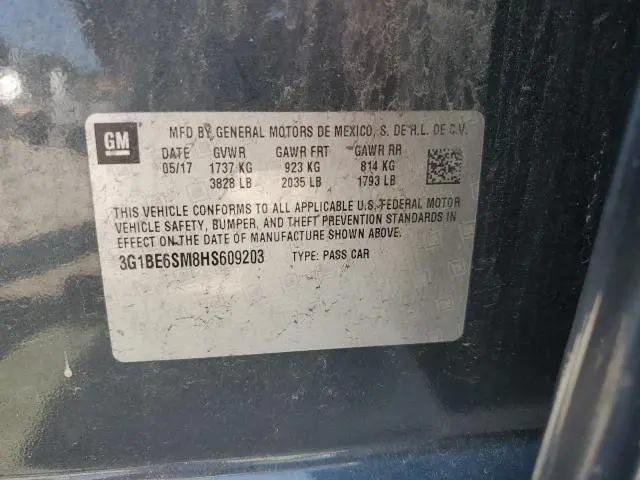 GM
MFD BY GENERAL MOTORS DE MEXICO, S. DE R.L. DE C.V.
DATE GVWR GAWR FRT GAWR RR
05/17 1737 KG 923 KG 814 KG
3828 LB 2035 LB 1793 LB
THIS VEHICLE CONFORMS TO ALL APPLICABLE U.S. FEDERAL MOTOR
VEHICLE SAFETY, BUMPER, AND THEFT PREVENTION STANDARDS IN
EFFECT ON THE DATE OF MANUFACTURE SHOWN ABOVE.
3G1BE6SM8HS609203 TYPE: PASS CAR